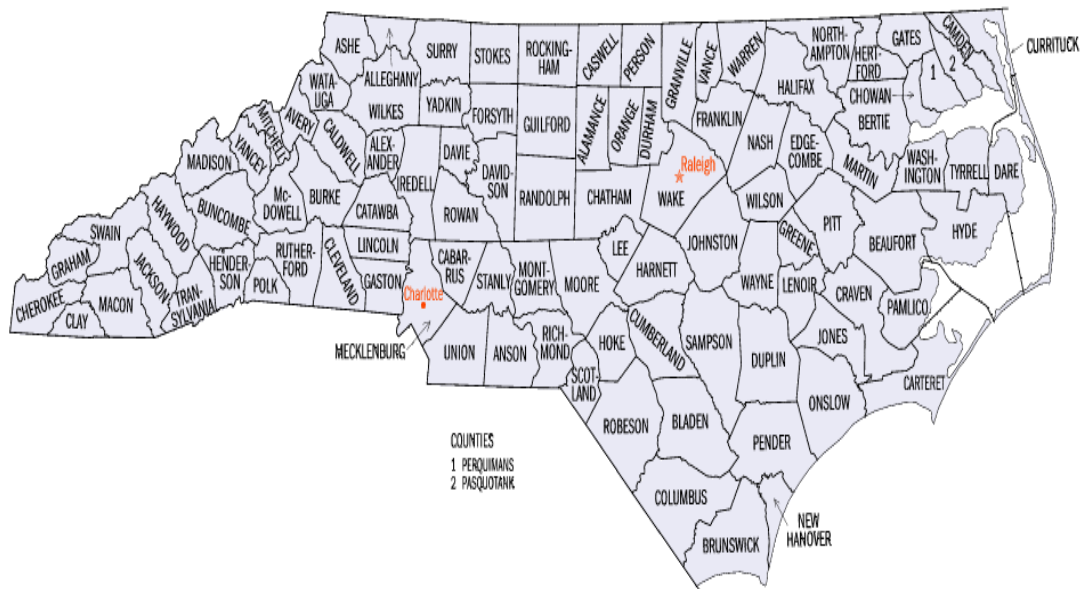 ASHE
SURRY
STOKES
ROCKING-
HAM
CASWELL
PERSON
GRANVILLE
VANCE
WARREN
NORTH-
AMPTON
HERT-
FORD
GATES
CAMDEN
CURRITUCK
1
2
WATA-
UGA
ALLEGHANY
WILKES
YADKIN
FORSYTH
GUILFORD
ALAMANCE
ORANGE
DURHAM
FRANKLIN
HALIFAX
CHOWAN
BERTIE
MITCHELL
AVERY
CALDWELL
ALEX-
ANDER
DAVIE
NASH
EDGE-
COMBE
MADISON
YANCEY
IREDELL
DAVID-
SON
Raleigh
WAKE
MARTIN
WASH-
INGTON
TYRRELL
DARE
Mc-
DOWELL
BURKE
CATAWBA
ROWAN
RANDOLPH
CHATHAM
WILSON
SWAIN
HAYWOOD
BUNCOMBE
RUTHER-
FORD
CLEVELAND
LINCOLN
CABAR-
RUS
LEE
JOHNSTON
GREENE
PITT
BEAUFORT
HYDE
GRAHAM
JACKSON
HENDER-
SON
POLK
GASTON
Charlotte
STANLY
MONT-
GOMERY
MOORE
HARNETT
WAYNE
LENOIR
CRAVEN
PAMLICO
CHEROKEE
CLAY
MACON
TRAN-
SYLVANIA
MECKLENBURG
UNION
ANSON
RICH-
MOND
HOKE
CUMBERLAND
SAMPSON
DUPLIN
JONES
SCOT-
LAND
ONSLOW
CARTERET
ROBESON
BLADEN
PENDER
COUNTIES
1 PERQUIMANS
2 PASQUOTANK
COLUMBUS
BRUNSWICK
NEW
HANOVER